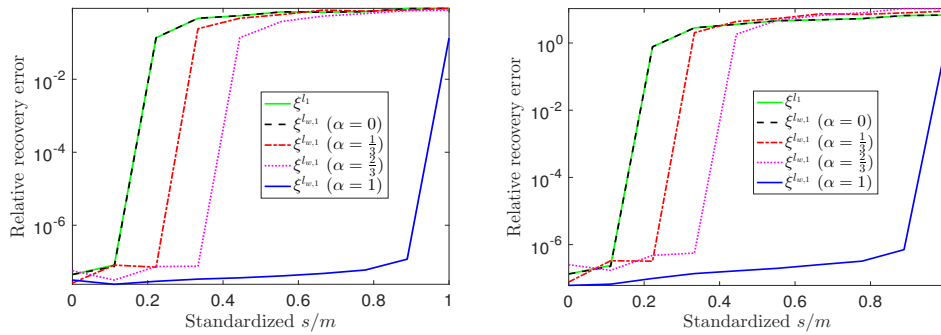 Relative recovery error
10^{-2}
10^{-4}
10^{-6}
ξ^{l_1}
ξ^{l_{w,1}} (α = 0)
ξ^{l_{w,1}} (α = 1/3)
ξ^{l_{w,1}} (α = 2/3)
ξ^{l_{w,1}} (α = 1)
0 0.2 0.4 0.6 0.8 1
Standardized s/m
Relative recovery error
10^{0}
10^{-2}
10^{-4}
10^{-6}
ξ^{l_1}
ξ^{l_{w,1}} (α = 0)
ξ^{l_{w,1}} (α = 1/3)
ξ^{l_{w,1}} (α = 2/3)
ξ^{l_{w,1}} (α = 1)
0 0.2 0.4 0.6 0.8
Standardized s/m